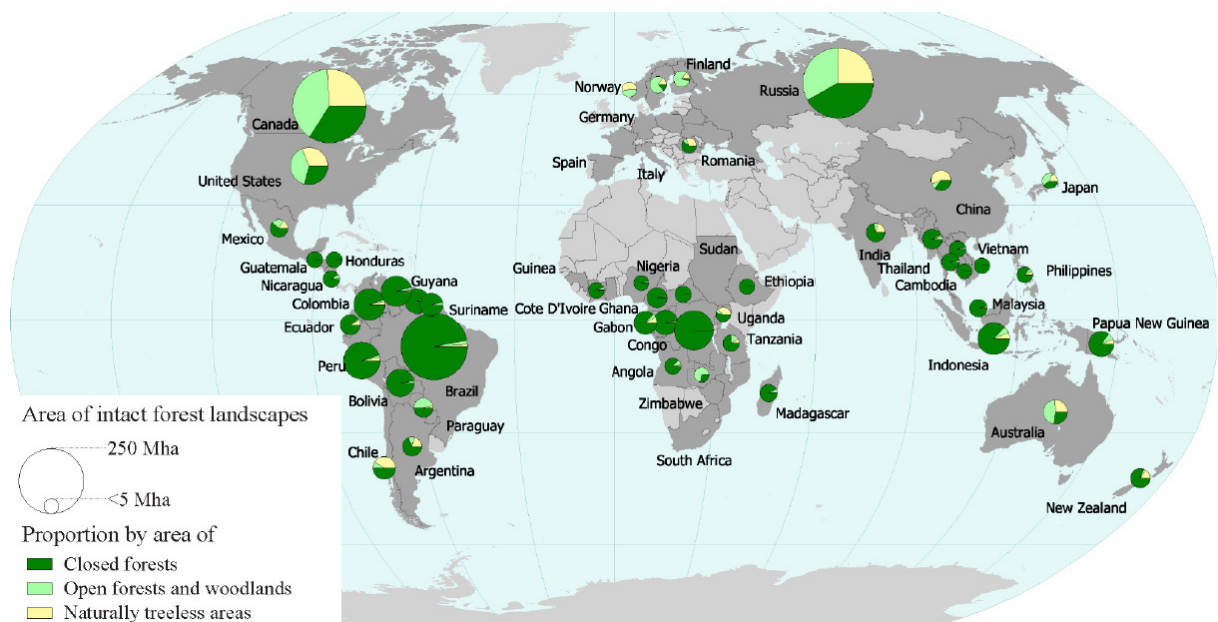 Finland
Norway
Russia
Germany
Canada
Spain
Romania
Italy
United States
Japan
China
Mexico
Sudan
India
Vietnam
Honduras
Guatemala
Guinea
Nigeria
Thailand
Philippines
Nicaragua
Guyana
Ethiopia
Cambodia
Colombia
Suriname
Cote D'Ivoire Ghana
Malaysia
Ecuador
Gabon
Uganda
Papua New Guinea
Congo
Tanzania
Peru
Indonesia
Angola
Brazil
Bolivia
Zimbabwe
Madagascar
Paraguay
Australia
Chile
South Africa
Argentina
New Zealand
Area of intact forest landscapes
250 Mha
<5 Mha
Proportion by area of
Closed forests
Open forests and woodlands
Naturally treeless areas